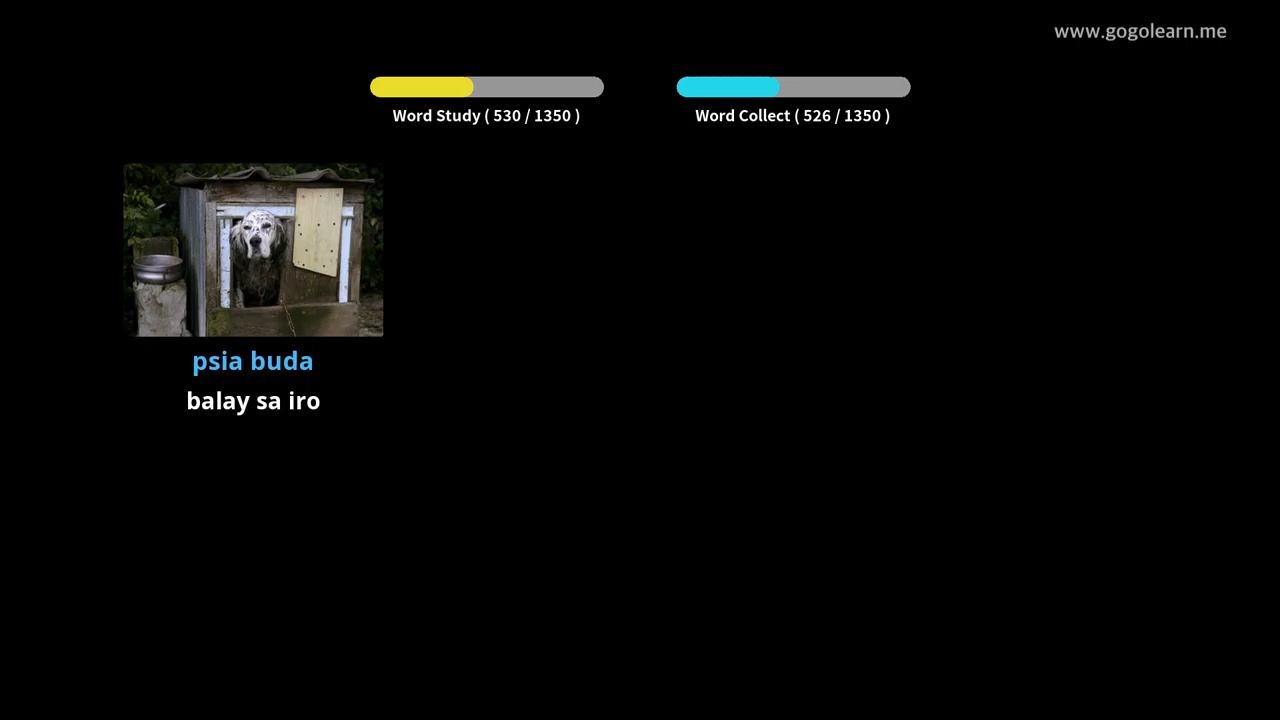 www.gogolearn.me
Word Study ( 530 / 1350 )
Word Collect ( 526 / 1350 )
psia buda
balay sa iro